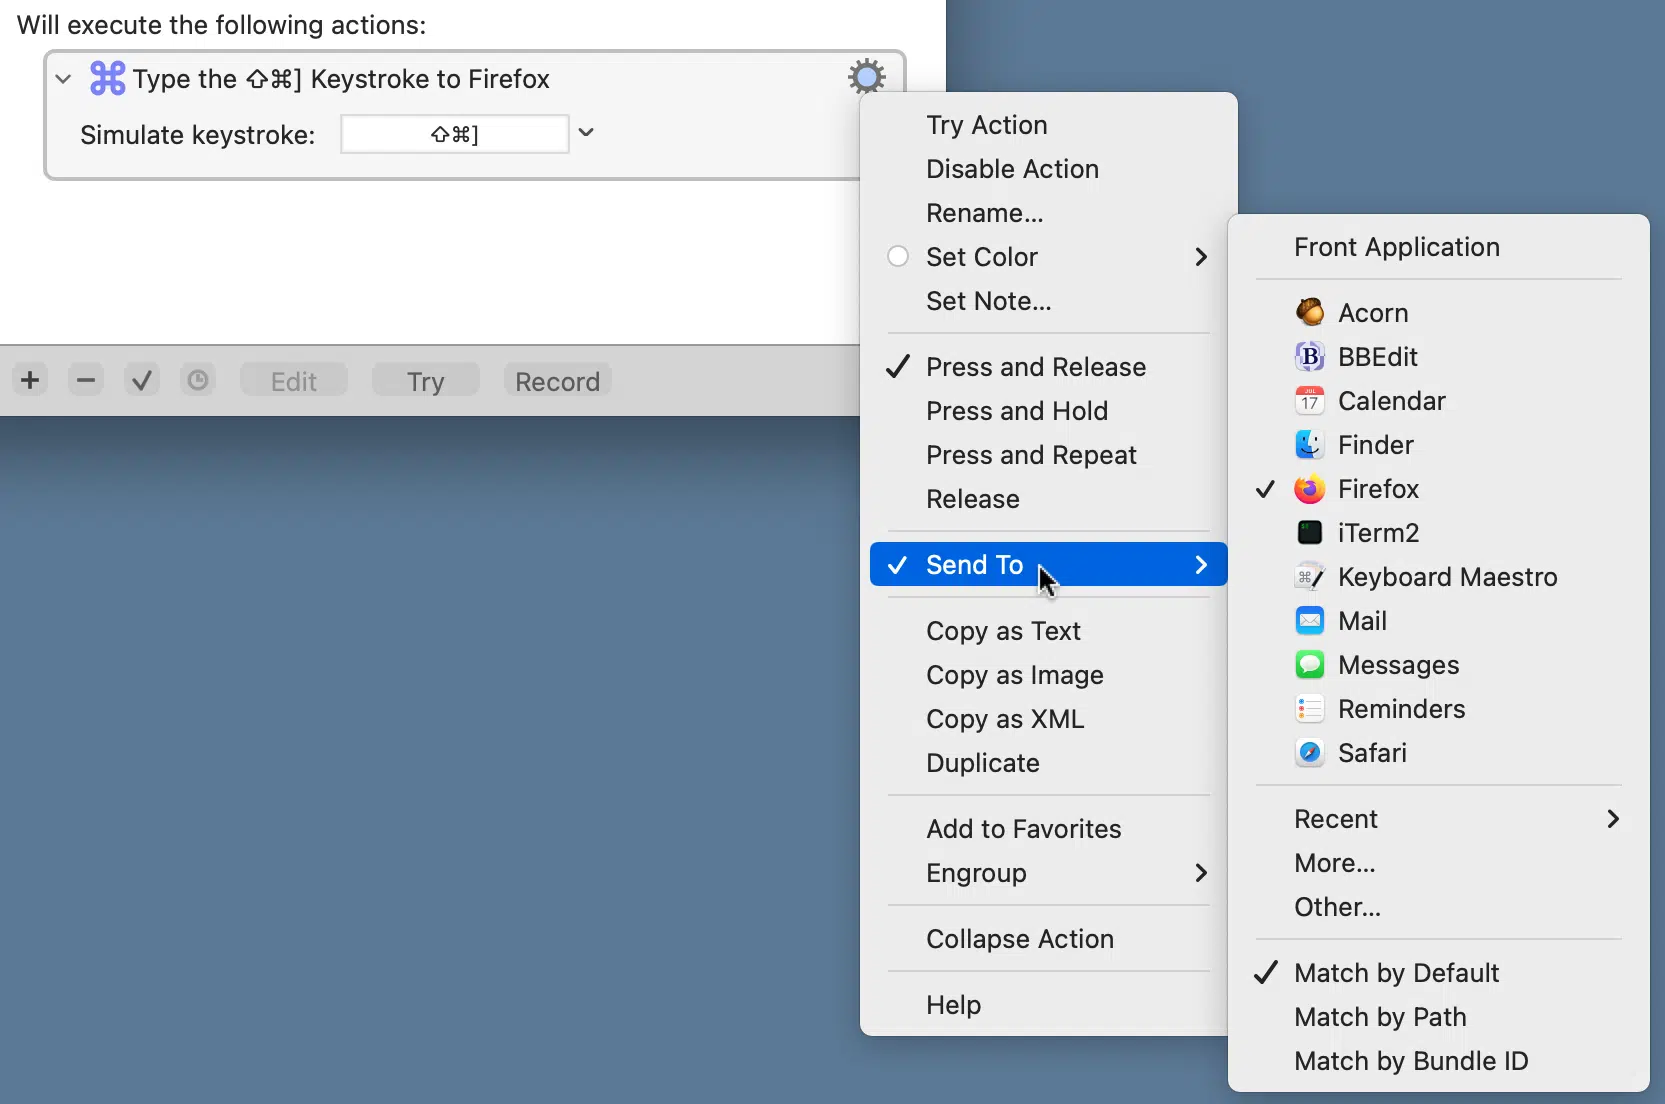 Will execute the following actions:
Type the ⇧⌘] Keystroke to Firefox
Simulate keystroke: ⇧⌘]
Edit
Try
Record
Try Action
Disable Action
Rename...
Set Color
Set Note...
Press and Release
Press and Hold
Press and Repeat
Release
Send To
Copy as Text
Copy as Image
Copy as XML
Duplicate
Add to Favorites
Engroup
Collapse Action
Help
Front Application
Acorn
BBEdit
JUL
17
Calendar
Finder
Firefox
iTerm2
Keyboard Maestro
Mail
Messages
Reminders
Safari
Recent
More...
Other...
Match by Default
Match by Path
Match by Bundle ID